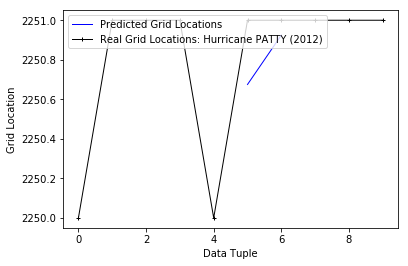 Predicted Grid Locations
Real Grid Locations: Hurricane PATTY (2012)
2251.0
2250.8
2250.6
2250.4
2250.2
2250.0
Grid Location
0
2
4
6
8
Data Tuple